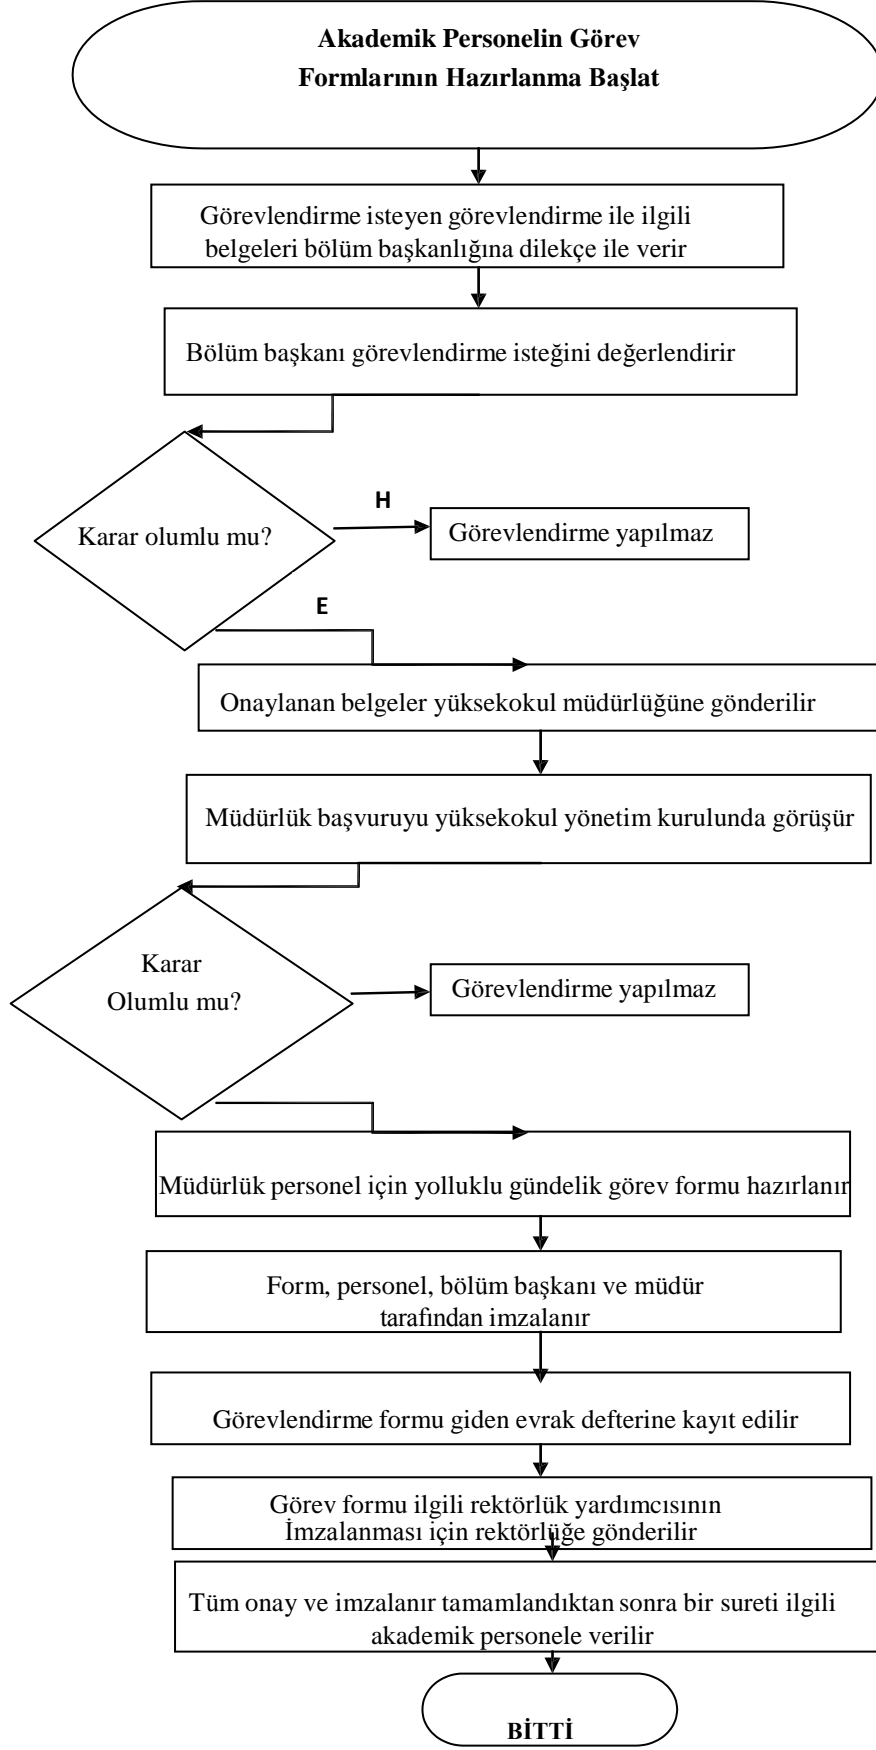 Akademik Personelin Görev
Formlarının Hazırlanma Başlat
Görevlendirme isteyen görevlendirme ile ilgili
belgeleri bölüm başkanlığına dilekçe ile verir
Bölüm başkanı görevlendirme isteğini değerlendirir
Karar olumlu mu?
H
Görevlendirme yapılmaz
E
Onaylanan belgeler yüksekokul müdürlüğüne gönderilir
Müdürlük başvuruyu yüksekokul yönetim kurulunda görüşür
Karar
Olumlu mu?
Görevlendirme yapılmaz
Müdürlük personel için yolluklu gündelik görev formu hazırlanır
Form, personel, bölüm başkanı ve müdür
tarafından imzalanır
Görevlendirme formu giden evrak defterine kayıt edilir
Görev formu ilgili rektörlük yardımcısının
İmzalanması için rektörlüğe gönderilir
Tüm onay ve imzalanır tamamlandıktan sonra bir sureti ilgili
akademik personele verilir
BİTTİ